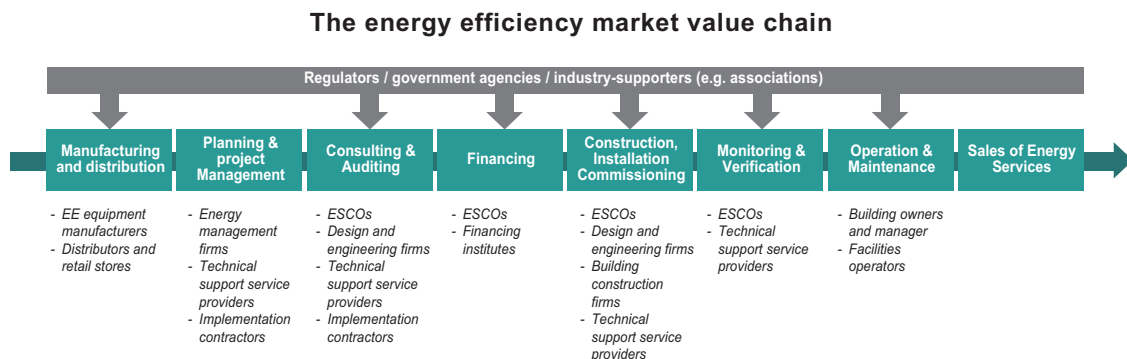 The energy efficiency market value chain
Regulators / government agencies / industry-supporters (e.g. associations)
Manufacturing
and distribution
Planning &
project
Management
Consulting &
Auditing
Financing
Construction,
Installation
Commissioning
Monitoring &
Verification
Operation &
Maintenance
Sales of Energy
Services
- EE equipment
manufacturers
- Distributors and
retail stores
- Energy
management
firms
- Technical
support service
providers
- Implementation
contractors
- ESCOs
- Design and
engineering firms
- Technical
support service
providers
- Implementation
contractors
- ESCOs
- Financing
institutes
- ESCOs
- Design and
engineering firms
- Building
construction
firms
- Technical
support service
providers
- ESCOs
- Technical
support service
providers
- Building owners
and manager
- Facilities
operators